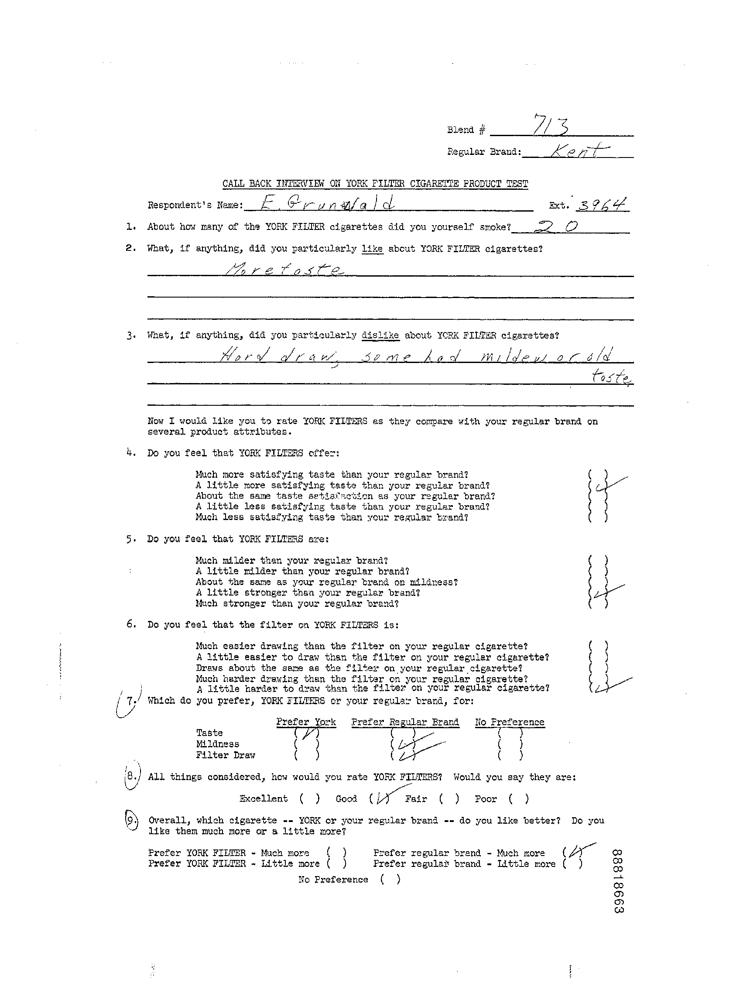 Blend # 713
Regular Brand: Kent
CALL BACK INTERVIEW ON YORK FILTER CIGARETTE PRODUCT TEST
Respondent's Name: E. Grunwald Ext. 3964
1. About how many of the YORK FILTER cigarettes did you yourself smoke? 20
2. What, if anything, did you particularly like about YORK FILTER cigarettes?
More taste
3. What, if anything, did you particularly dislike about YORK FILTER cigarettes?
Hard draw, some had mildew or old
taste
Now I would like you to rate YORK FILTERS as they compare with your regular brand on
several product attributes.
4. Do you feel that YORK FILTERS offer:
Much more satisfying taste than your regular brand? ( )
A little more satisfying taste than your regular brand? (✓)
About the same taste satisfaction as your regular brand? ( )
A little less satisfying taste than your regular brand? ( )
Much less satisfying taste than your regular brand? ( )
5. Do you feel that YORK FILTERS are:
Much milder than your regular brand? ( )
A little milder than your regular brand? ( )
About the same as your regular brand on mildness? ( )
A little stronger than your regular brand? (✓)
Much stronger than your regular brand? ( )
6. Do you feel that the filter on YORK FILTERS is:
Much easier drawing than the filter on your regular cigarette? ( )
A little easier to draw than the filter on your regular cigarette? ( )
Draws about the same as the filter on your regular cigarette? ( )
Much harder drawing than the filter on your regular cigarette? ( )
A little harder to draw than the filter on your regular cigarette? (✓)
7. Which do you prefer, YORK FILTERS or your regular brand, for:
Prefer York Prefer Regular Brand No Preference
Taste (✓) ( ) ( )
Mildness ( ) (✓) ( )
Filter Draw ( ) (✓) ( )
8. All things considered, how would you rate YORK FILTERS? Would you say they are:
Excellent ( ) Good (✓) Fair ( ) Poor ( )
9. Overall, which cigarette -- YORK or your regular brand -- do you like better? Do you
like them much more or a little more?
Prefer YORK FILTER - Much more ( ) Prefer regular brand - Much more (✓)
Prefer YORK FILTER - Little more ( ) Prefer regular brand - Little more ( )
No Preference ( )
88818663